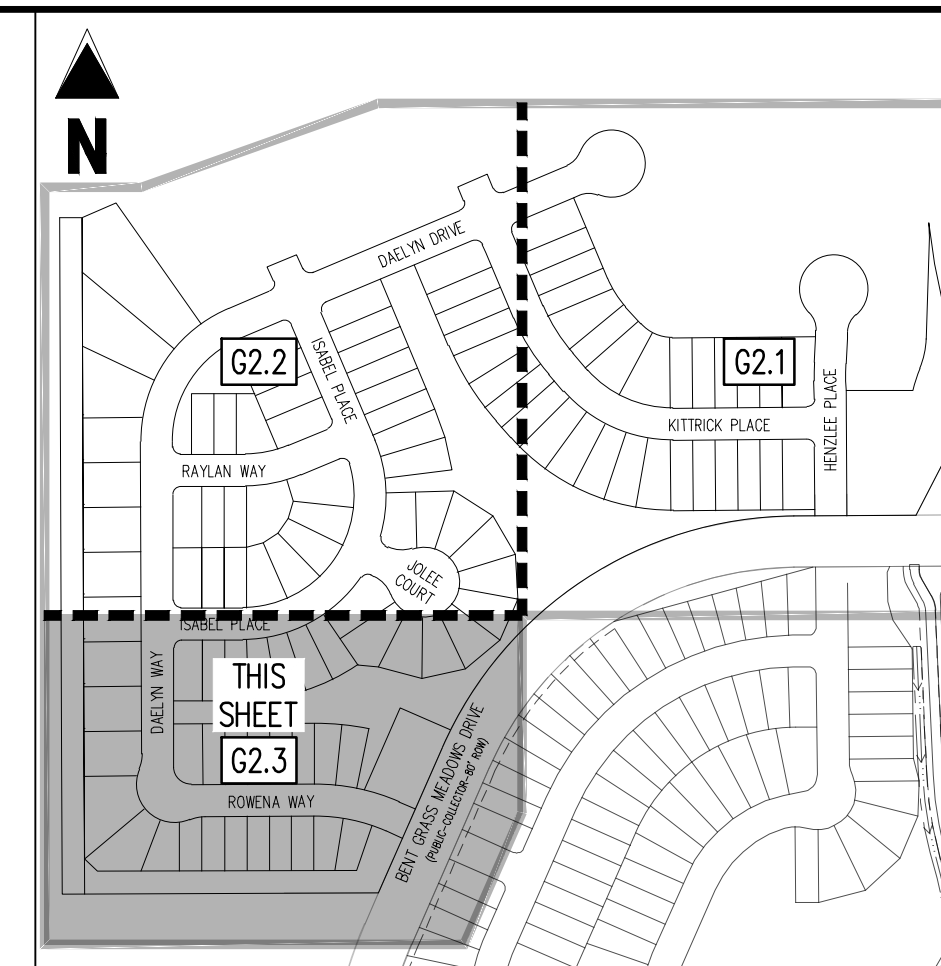 N
DAELYN DRIVE
G2.2
ISABEL PLACE
G2.1
HENZLEE PLACE
KITTRICK PLACE
RAYLAN WAY
JOLEE
COURT
ISABEL PLACE
DAELYN WAY
THIS
SHEET
G2.3
ROWENA WAY
BENT GRASS MEADOWS DRIVE
(PUBLIC-COLLECTOR-80' ROW)